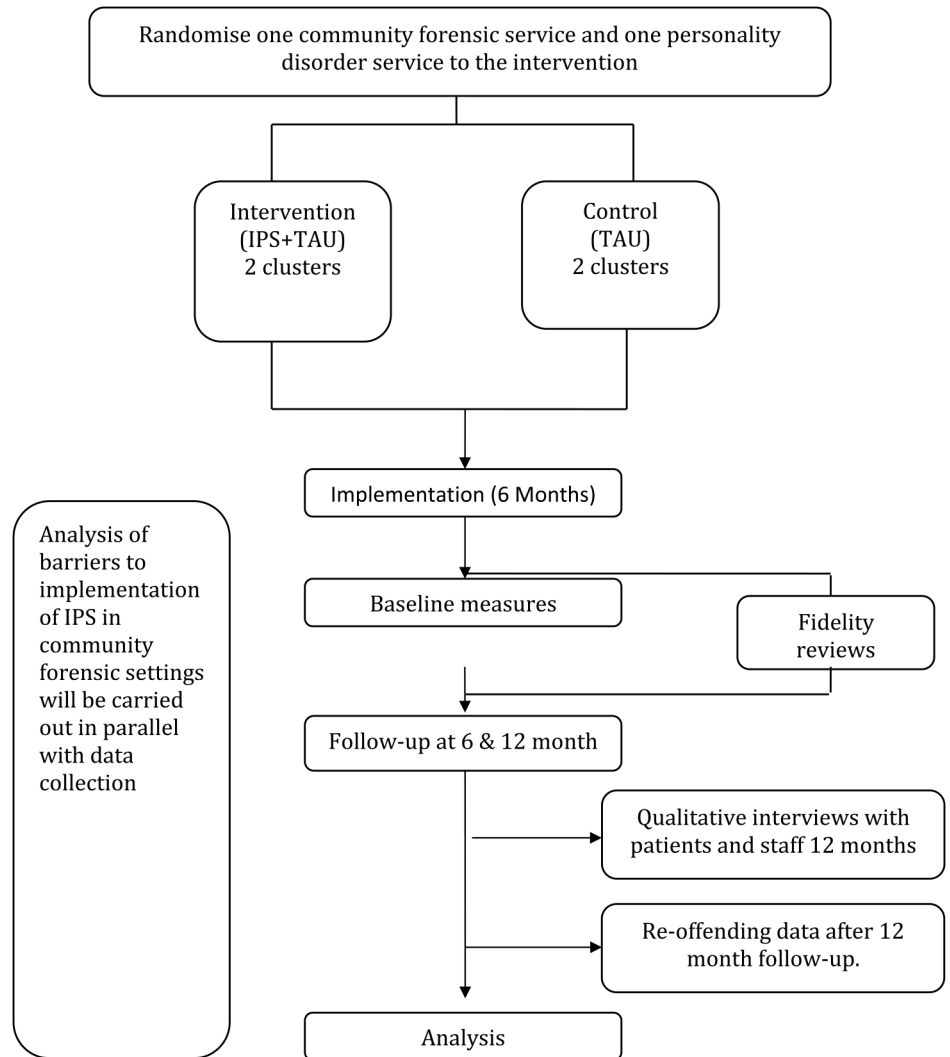 Randomise one community forensic service and one personality
disorder service to the intervention
Intervention
(IPS+TAU)
2 clusters
Control
(TAU)
2 clusters
Implementation (6 Months)
Analysis of
barriers to
implementation
of IPS in
community
forensic settings
will be carried
out in parallel
with data
collection
Baseline measures
Fidelity
reviews
Follow-up at 6 & 12 month
Qualitative interviews with
patients and staff 12 months
Re-offending data after 12
month follow-up.
Analysis